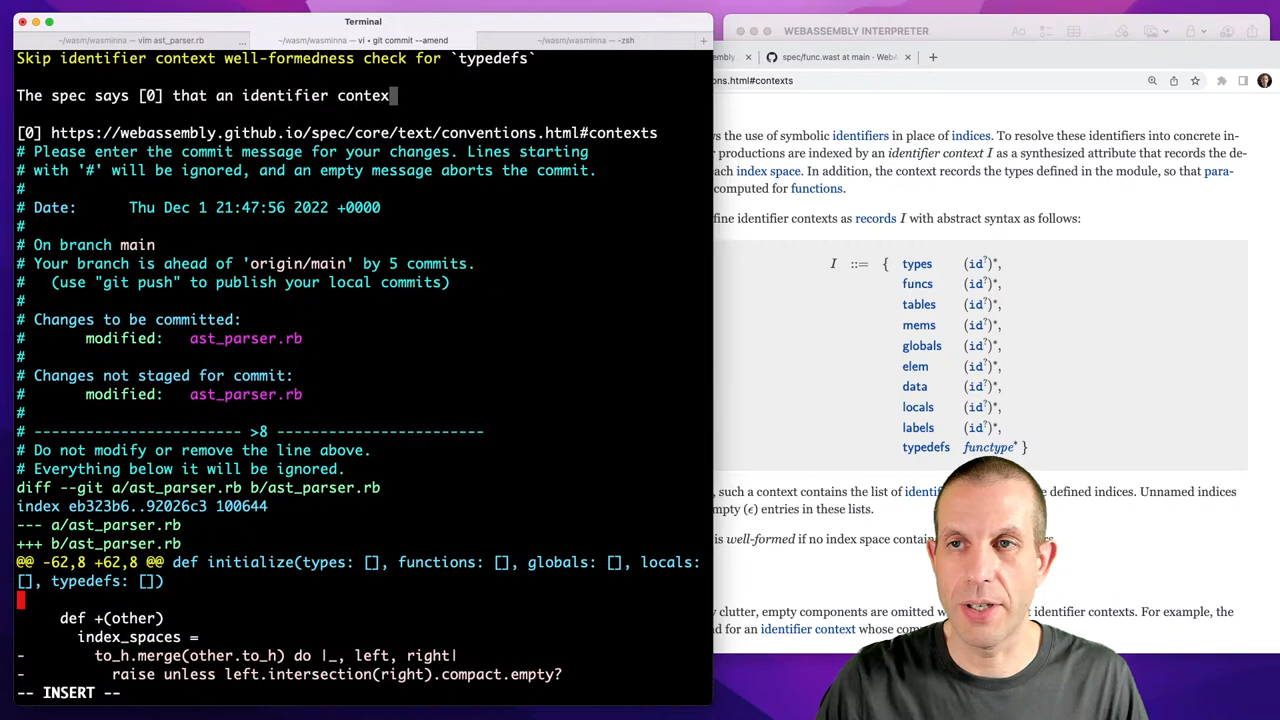 Terminal
~/wasm/wasminna — vim ast_parser.rb
...
~/wasm/wasminna — vi • git commit --amend
~/wasm/wasminna — -zsh
+
Skip identifier context well-formedness check for `typedefs`
The spec says [0] that an identifier contex
[0] https://webassembly.github.io/spec/core/text/conventions.html#contexts
# Please enter the commit message for your changes. Lines starting
# with '#' will be ignored, and an empty message aborts the commit.
#
# Date:      Thu Dec 1 21:47:56 2022 +0000
#
# On branch main
# Your branch is ahead of 'origin/main' by 5 commits.
#   (use "git push" to publish your local commits)
#
# Changes to be committed:
#       modified:   ast_parser.rb
#
# Changes not staged for commit:
#       modified:   ast_parser.rb
#
# ------------------------ >8 ------------------------
# Do not modify or remove the line above.
# Everything below it will be ignored.
diff --git a/ast_parser.rb b/ast_parser.rb
index eb323b6..92026c3 100644
--- a/ast_parser.rb
+++ b/ast_parser.rb
@@ -62,8 +62,8 @@ def initialize(types: [], functions: [], globals: [], locals:
[], typedefs: [])
def +(other)
index_spaces =
-        to_h.merge(other.to_h) do |_, left, right|
-          raise unless left.intersection(right).compact.empty?
-- INSERT --
WEBASSEMBLY INTERPRETER
Aa
embly
spec/func.wast at main · WebA
ons.html#contexts
s the use of symbolic identifiers in place of indices. To resolve these identifiers into concrete in-
r productions are indexed by an identifier context I as a synthesized attribute that records the de-
each index space. In addition, the context records the types defined in the module, so that para-
computed for functions.
fine identifier contexts as records I with abstract syntax as follows:
I ::= { types (id?)*,
funcs (id?)*,
tables (id?)*,
mems (id?)*,
globals (id?)*,
elem (id?)*,
data (id?)*,
locals (id?)*,
labels (id?)*,
typedefs functype* }
, such a context contains the list of defined indices. Unnamed indices
mpty (ϵ) entries in these lists.
is well-formed if no index space
y clutter, empty components are omitted identifier contexts. For example, the
d for an identifier context whose